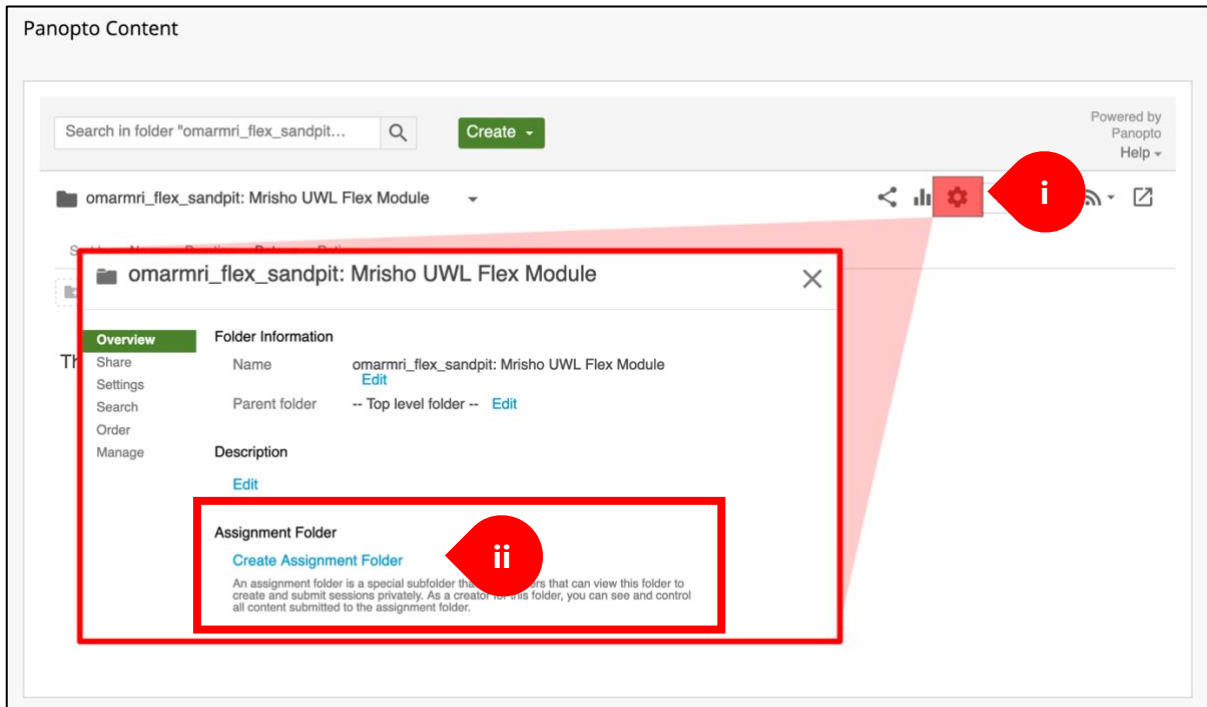 Panopto Content
Search in folder "omarmri_flex_sandpit...
Create
Powered by
Panopto
Help
omarmri_flex_sandpit: Mrisho UWL Flex Module
i
omarmri_flex_sandpit: Mrisho UWL Flex Module
Overview
Share
Settings
Search
Order
Manage
Th
Folder Information
Name omarmri_flex_sandpit: Mrisho UWL Flex Module
Edit
Parent folder -- Top level folder -- Edit
Description
Edit
Assignment Folder
Create Assignment Folder
ii
An assignment folder is a special subfolder that can view this folder to
create and submit sessions privately. As a creator this folder, you can see and control
all content submitted to the assignment folder.